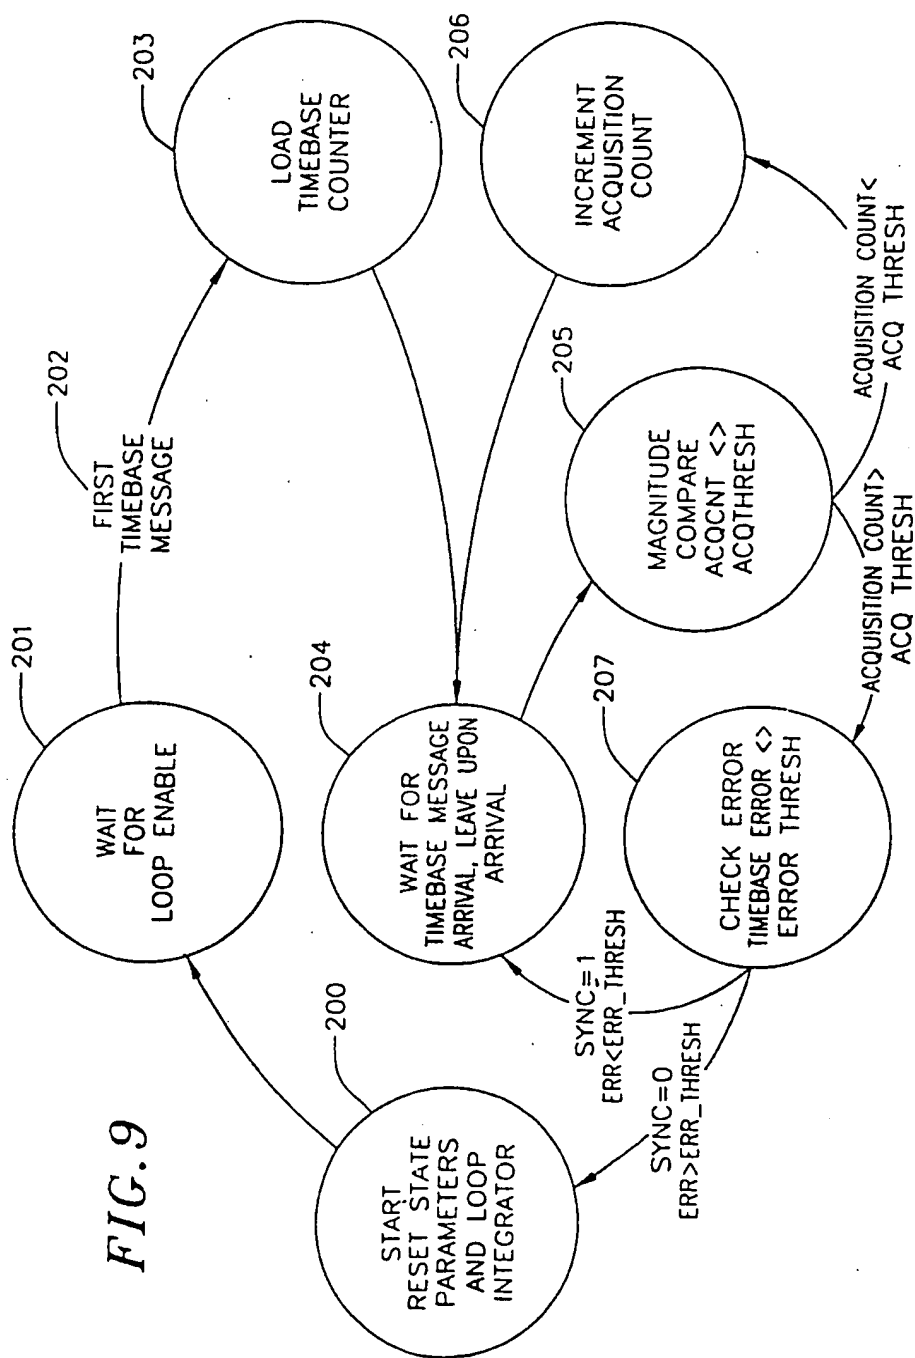 FIG. 9
START
RESET STATE
PARAMETERS
AND LOOP
INTEGRATOR
200
WAIT
FOR
LOOP ENABLE
201
FIRST
TIMEBASE
MESSAGE
202
LOAD
TIMEBASE
COUNTER
203
WAIT FOR
TIMEBASE MESSAGE
ARRIVAL, LEAVE UPON
ARRIVAL
204
MAGNITUDE
COMPARE
ACQCNT <>
ACQTHRESH
205
INCREMENT
ACQUISITION
COUNT
206
CHECK ERROR
TIMEBASE ERROR <>
ERROR THRESH
207
SYNC=1
ERR<ERR_THRESH
SYNC=0
ERR>ERR_THRESH
ACQUISITION COUNT>
ACQ THRESH
ACQUISITION COUNT<
ACQ THRESH